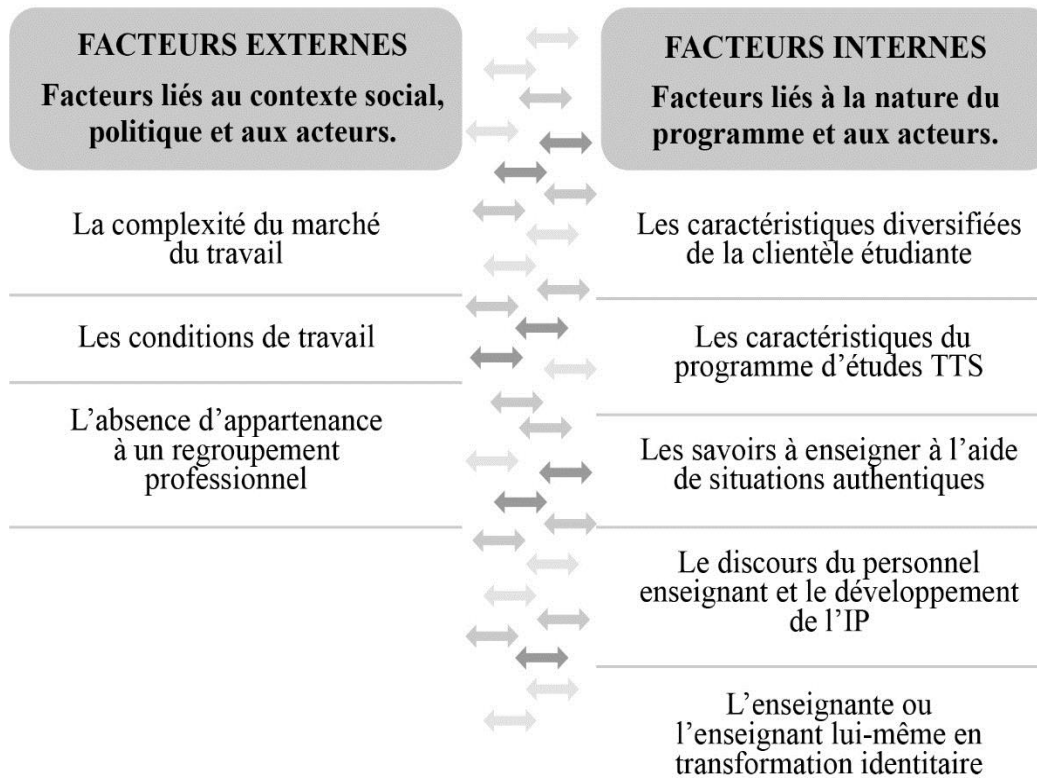 FACTEURS EXTERNES
Facteurs liés au contexte social,
politique et aux acteurs.
La complexité du marché
du travail
Les conditions de travail
L’absence d’appartenance
à un regroupement
professionnel
FACTEURS INTERNES
Facteurs liés à la nature du
programme et aux acteurs.
Les caractéristiques diversifiées
de la clientèle étudiante
Les caractéristiques du
programme d’études TTS
Les savoirs à enseigner à l’aide
de situations authentiques
Le discours du personnel
enseignant et le développement
de l’IP
L’enseignante ou
l’enseignant lui-même en
transformation identitaire